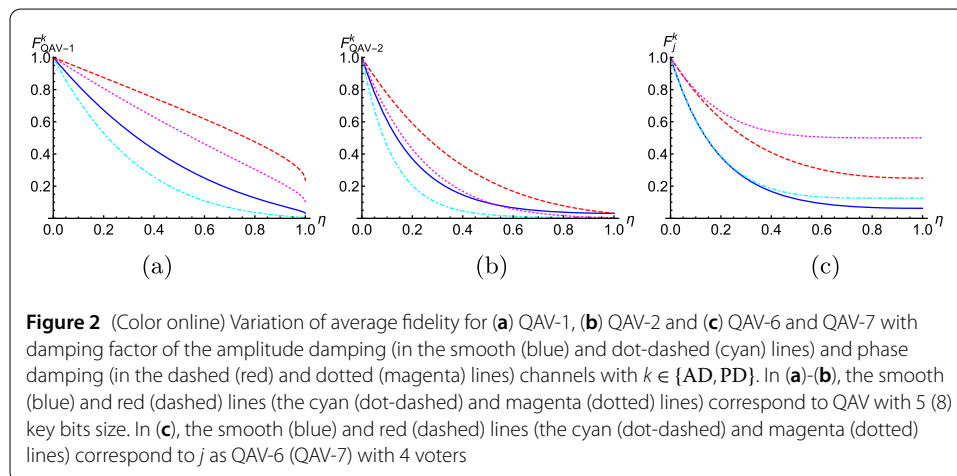 F^k_QAV−1
1.0
0.8
0.6
0.4
0.2
0.0 0.2 0.4 0.6 0.8 1.0 η
(a)
F^k_QAV−2
1.0
0.8
0.6
0.4
0.2
0.0 0.2 0.4 0.6 0.8 1.0 η
(b)
F^k_j
1.0
0.8
0.6
0.4
0.2
0.0 0.2 0.4 0.6 0.8 1.0 η
(c)
Figure 2 (Color online) Variation of average fidelity for (a) QAV-1, (b) QAV-2 and (c) QAV-6 and QAV-7 with
damping factor of the amplitude damping (in the smooth (blue) and dot-dashed (cyan) lines) and phase
damping (in the dashed (red) and dotted (magenta) lines) channels with k ∈ {AD, PD}. In (a)-(b), the smooth
(blue) and red (dashed) lines (the cyan (dot-dashed) and magenta (dotted) lines) correspond to QAV with 5 (8)
key bits size. In (c), the smooth (blue) and red (dashed) lines (the cyan (dot-dashed) and magenta (dotted)
lines) correspond to j as QAV-6 (QAV-7) with 4 voters